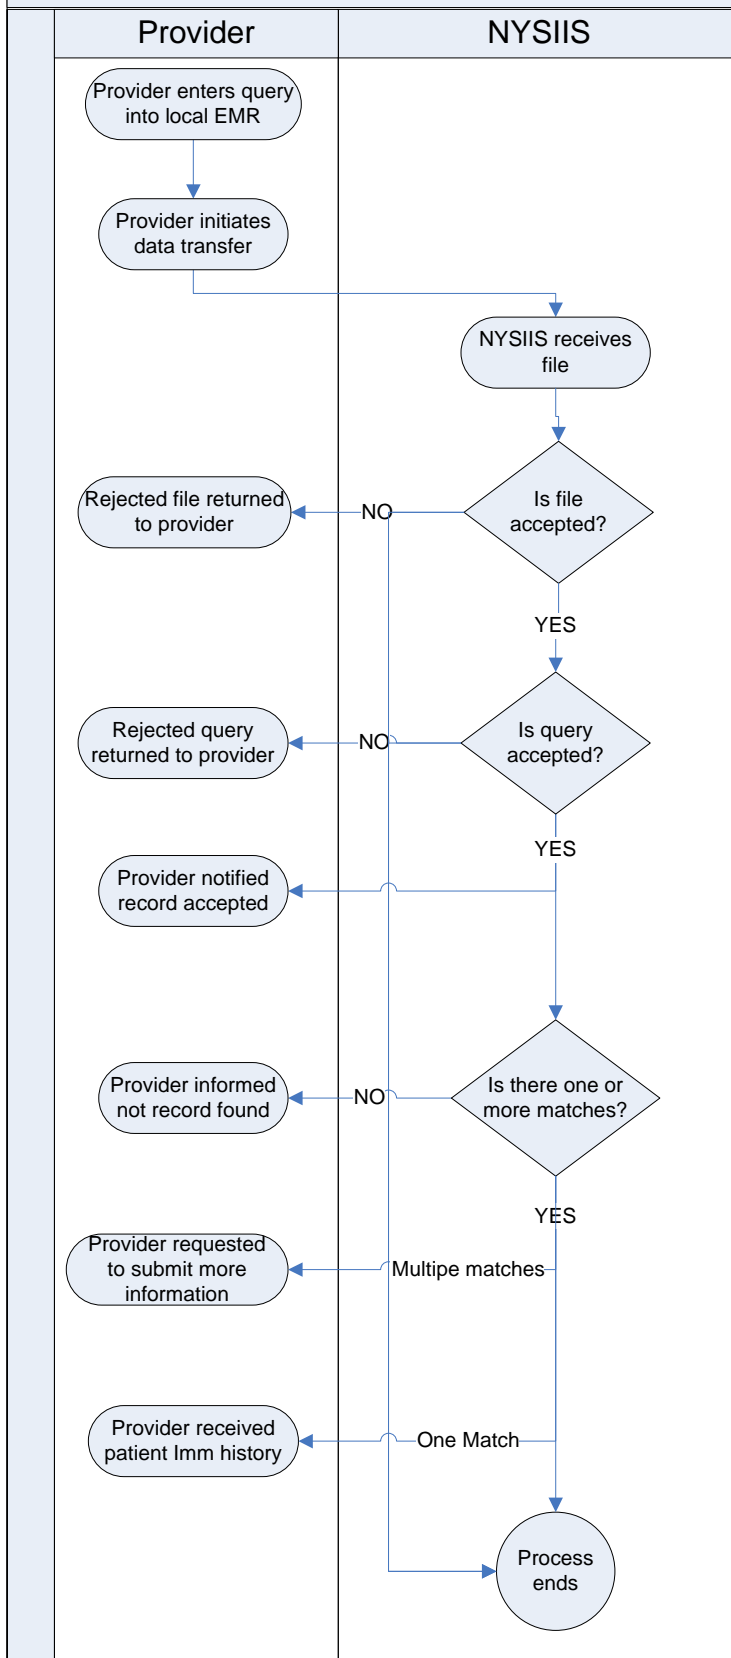 Provider
NYSIIS
Provider enters query
into local EMR
Provider initiates
data transfer
NYSIIS receives
file
Is file
accepted?
NO
Rejected file returned
to provider
YES
Is query
accepted?
NO
Rejected query
returned to provider
YES
Provider notified
record accepted
Is there one or
more matches?
NO
Provider informed
not record found
YES
Multipe matches
Provider requested
to submit more
information
One Match
Provider received
patient Imm history
Process
ends